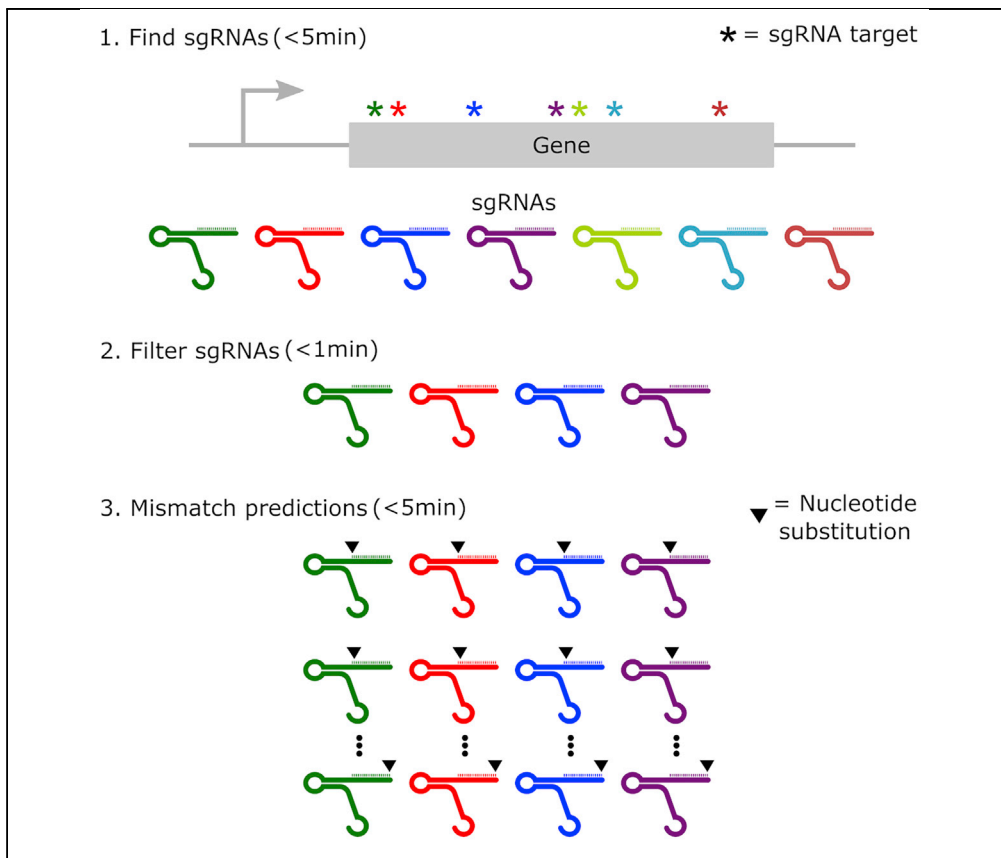 1. Find sgRNAs (<5min)
* = sgRNA target
Gene
sgRNAs
2. Filter sgRNAs (<1min)
3. Mismatch predictions (<5min)
▼ = Nucleotide
substitution